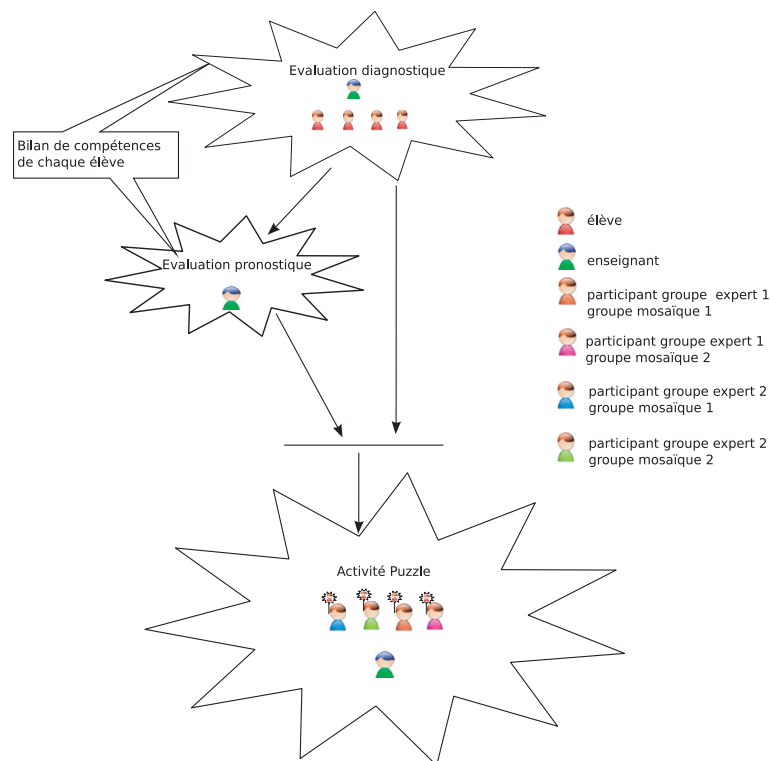 Evaluation diagnostique
Bilan de compétences
de chaque élève
Evaluation pronostique
élève
enseignant
participant groupe expert 1
groupe mosaïque 1
participant groupe expert 1
groupe mosaïque 2
participant groupe expert 2
groupe mosaïque 1
participant groupe expert 2
groupe mosaïque 2
Activité Puzzle